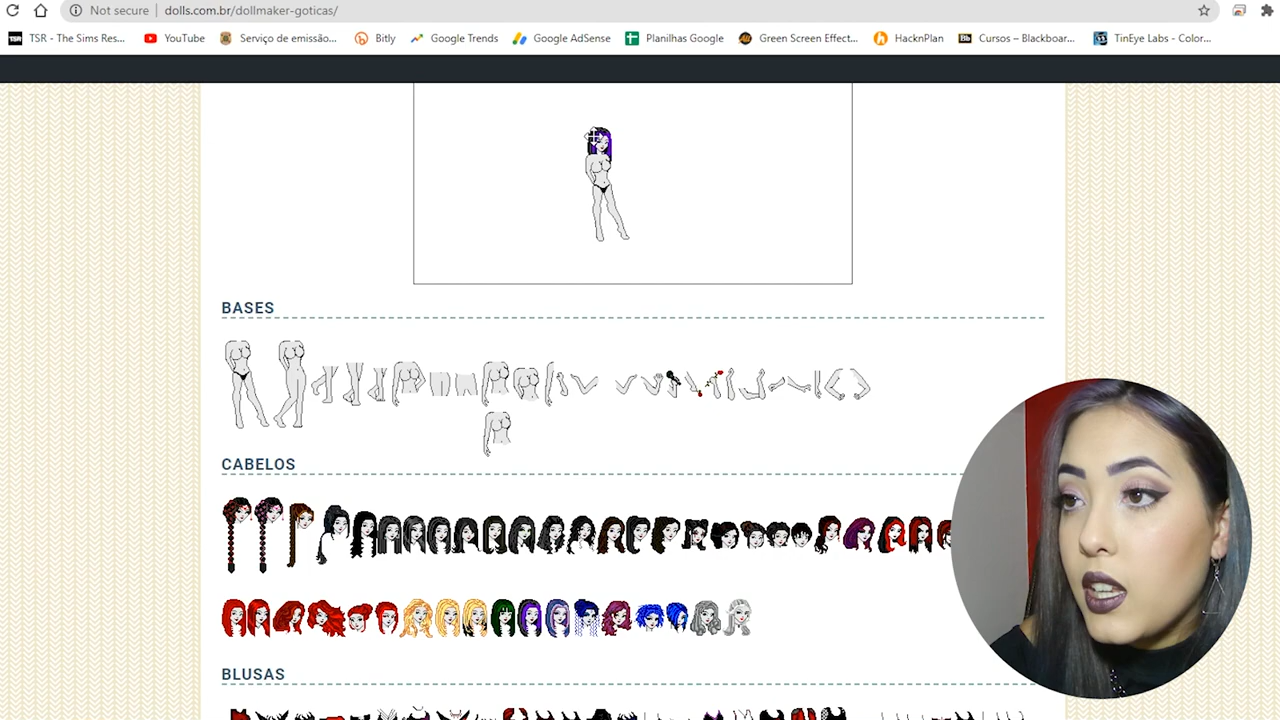 Not secure | dolls.com.br/dollmaker-goticas/
TSR - The Sims Res... YouTube Serviço de emissão... Bitly Google Trends Google AdSense Planilhas Google Green Screen Effect... HacknPlan Bb Cursos – Blackboar... TinEye Labs - Color...
BASES
CABELOS
BLUSAS